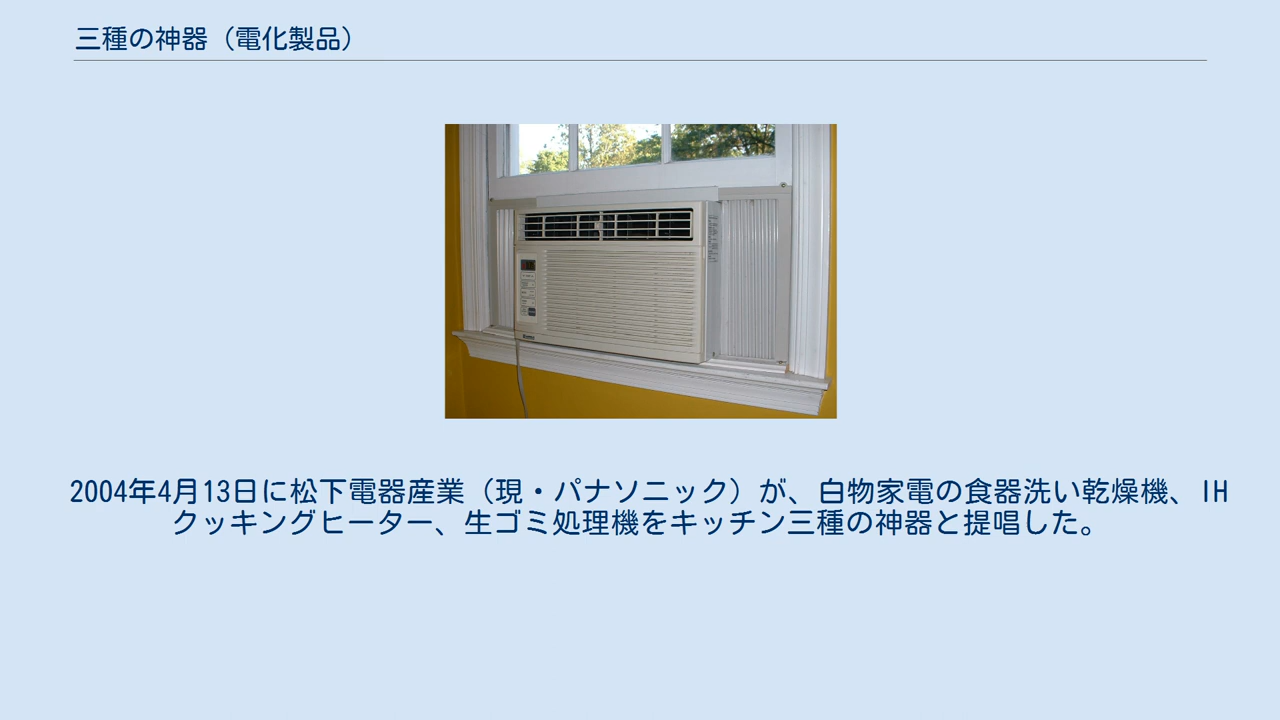 三種の神器（電化製品）
2004年4月13日に松下電器産業（現・パナソニック）が、白物家電の食器洗い乾燥機、IH
クッキングヒーター、生ゴミ処理機をキッチン三種の神器と提唱した。